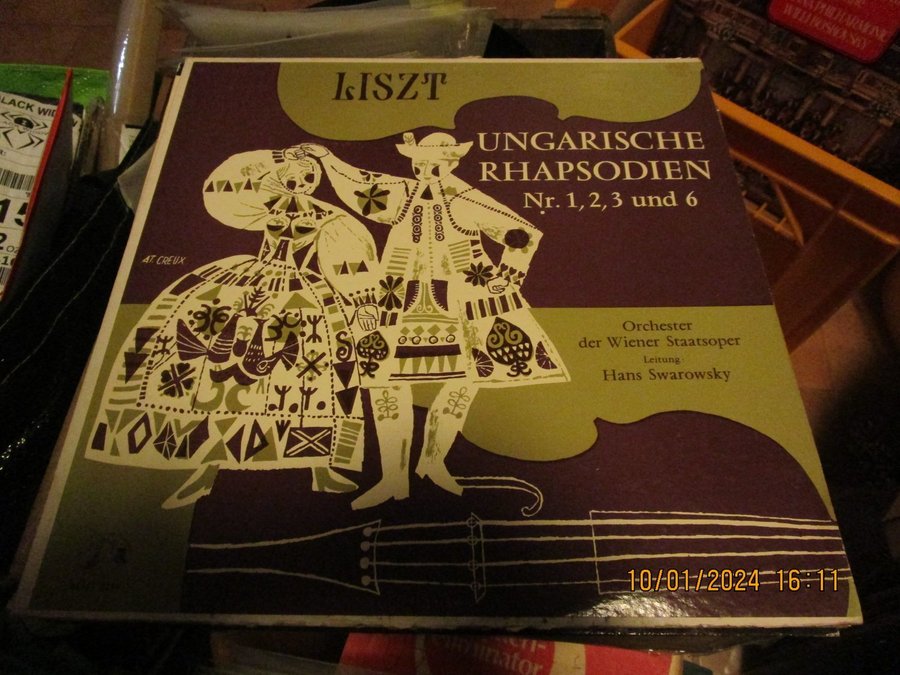 LISZT
UNGARISCHE
RHAPSODIEN
Nr. 1, 2, 3 und 6
AT. CREUX
Orchester
der Wiener Staatsoper
Leitung:
Hans Swarowsky
10/01/2024 16:11